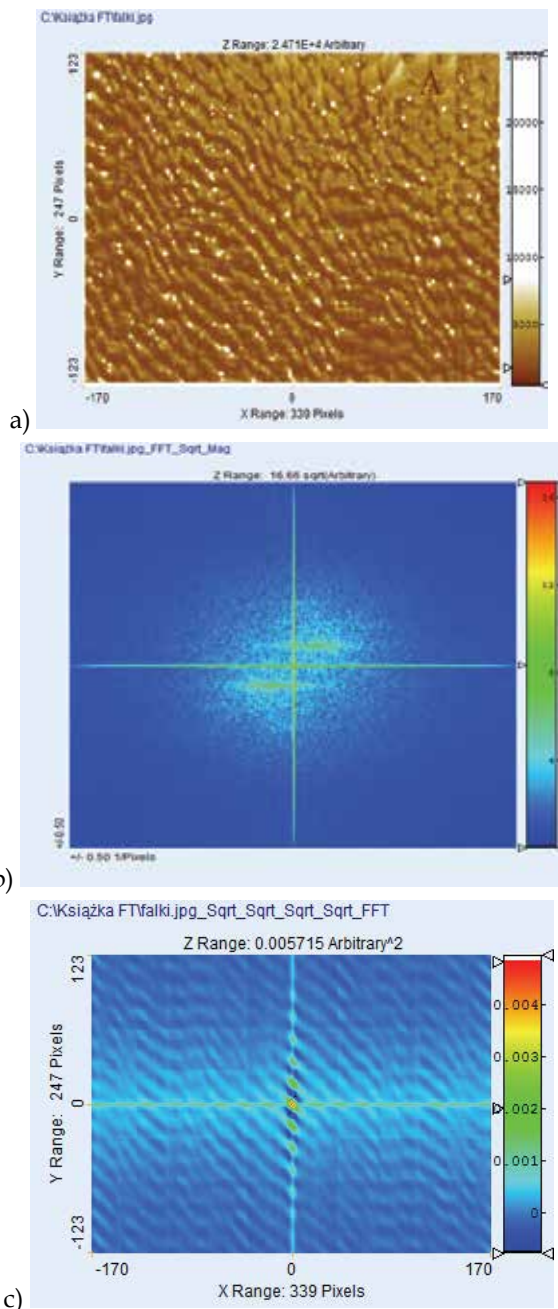 C:\Książka FT\falki.jpg
Z Range: 2.471E+4 Arbitrary
A
123
Y Range: 247 Pixels
0
-123
20000
15000
10000
5000
-170
0
170
X Range: 339 Pixels
a)
C:\Książka FT\falki.jpg_FFT_Sqrt_Mag
Z Range: 16.66 sqrt(Arbitrary)
+/-0.50
+/- 0.50 1/Pixels
b)
C:\Książka FT\falki.jpg_Sqrt_Sqrt_Sqrt_Sqrt_FFT
Z Range: 0.005715 Arbitrary^2
123
Y Range: 247 Pixels
0
-123
0.004
0.003
0.002
0.001
0
-170
0
170
X Range: 339 Pixels
c)